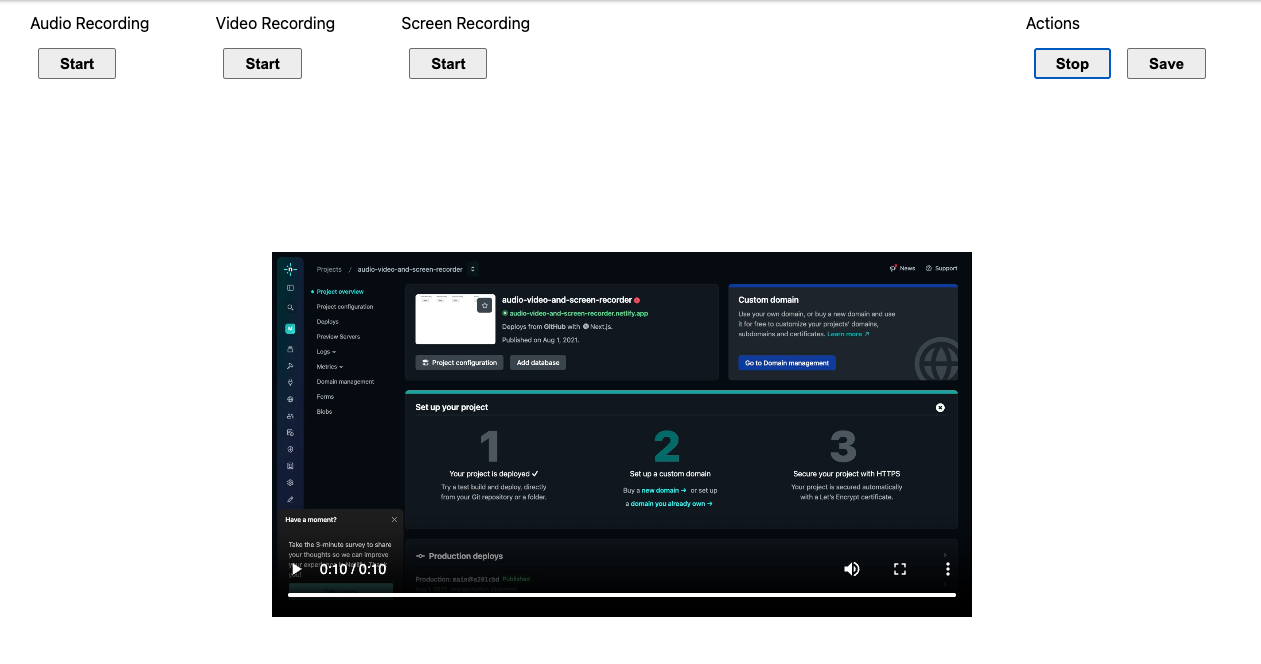 Audio Recording
Video Recording
Screen Recording
Actions
Start
Start
Start
Stop
Save
Projects / audio-video-and-screen-recorder
News
Support
Project overview
Project configuration
Deploys
Preview Servers
Logs
Metrics
Domain management
Forms
Blobs
audio-video-and-screen-recorder
audio-video-and-screen-recorder.netlify.app
Deploys from GitHub with Next.js.
Published on Aug 1, 2021.
Project configuration
Add database
Custom domain
Use your own domain, or buy a new domain and use
it for free to customize your projects' domains,
subdomains and certificates. Learn more
Go to Domain management
Set up your project
1
Your project is deployed
Try a test build and deploy, directly
from your Git repository or a folder.
2
Set up a custom domain
Buy a new domain → or set up
a domain you already own →
3
Secure your project with HTTPS
Your project is secured automatically
with a Let's Encrypt certificate.
Have a moment?
Take the 3-minute survey to share
your thoughts so we can improve
your
you!
0:10 / 0:10
Production deploys
Production: main@e291cbd Published